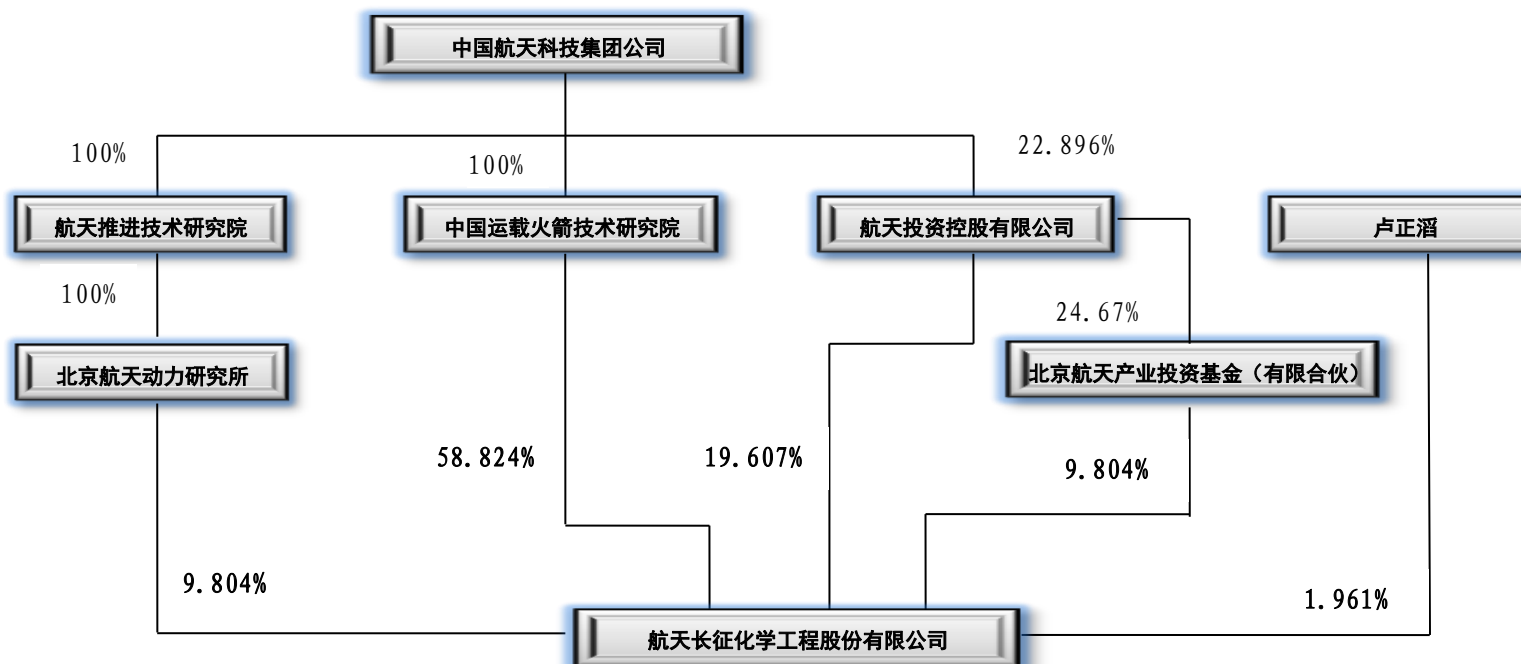 中国航天科技集团公司
100%
100%
22.896%
航天推进技术研究院
中国运载火箭技术研究院
航天投资控股有限公司
卢正滔
100%
24.67%
北京航天动力研究所
北京航天产业投资基金（有限合伙）
58.824%
19.607%
9.804%
9.804%
1.961%
航天长征化学工程股份有限公司